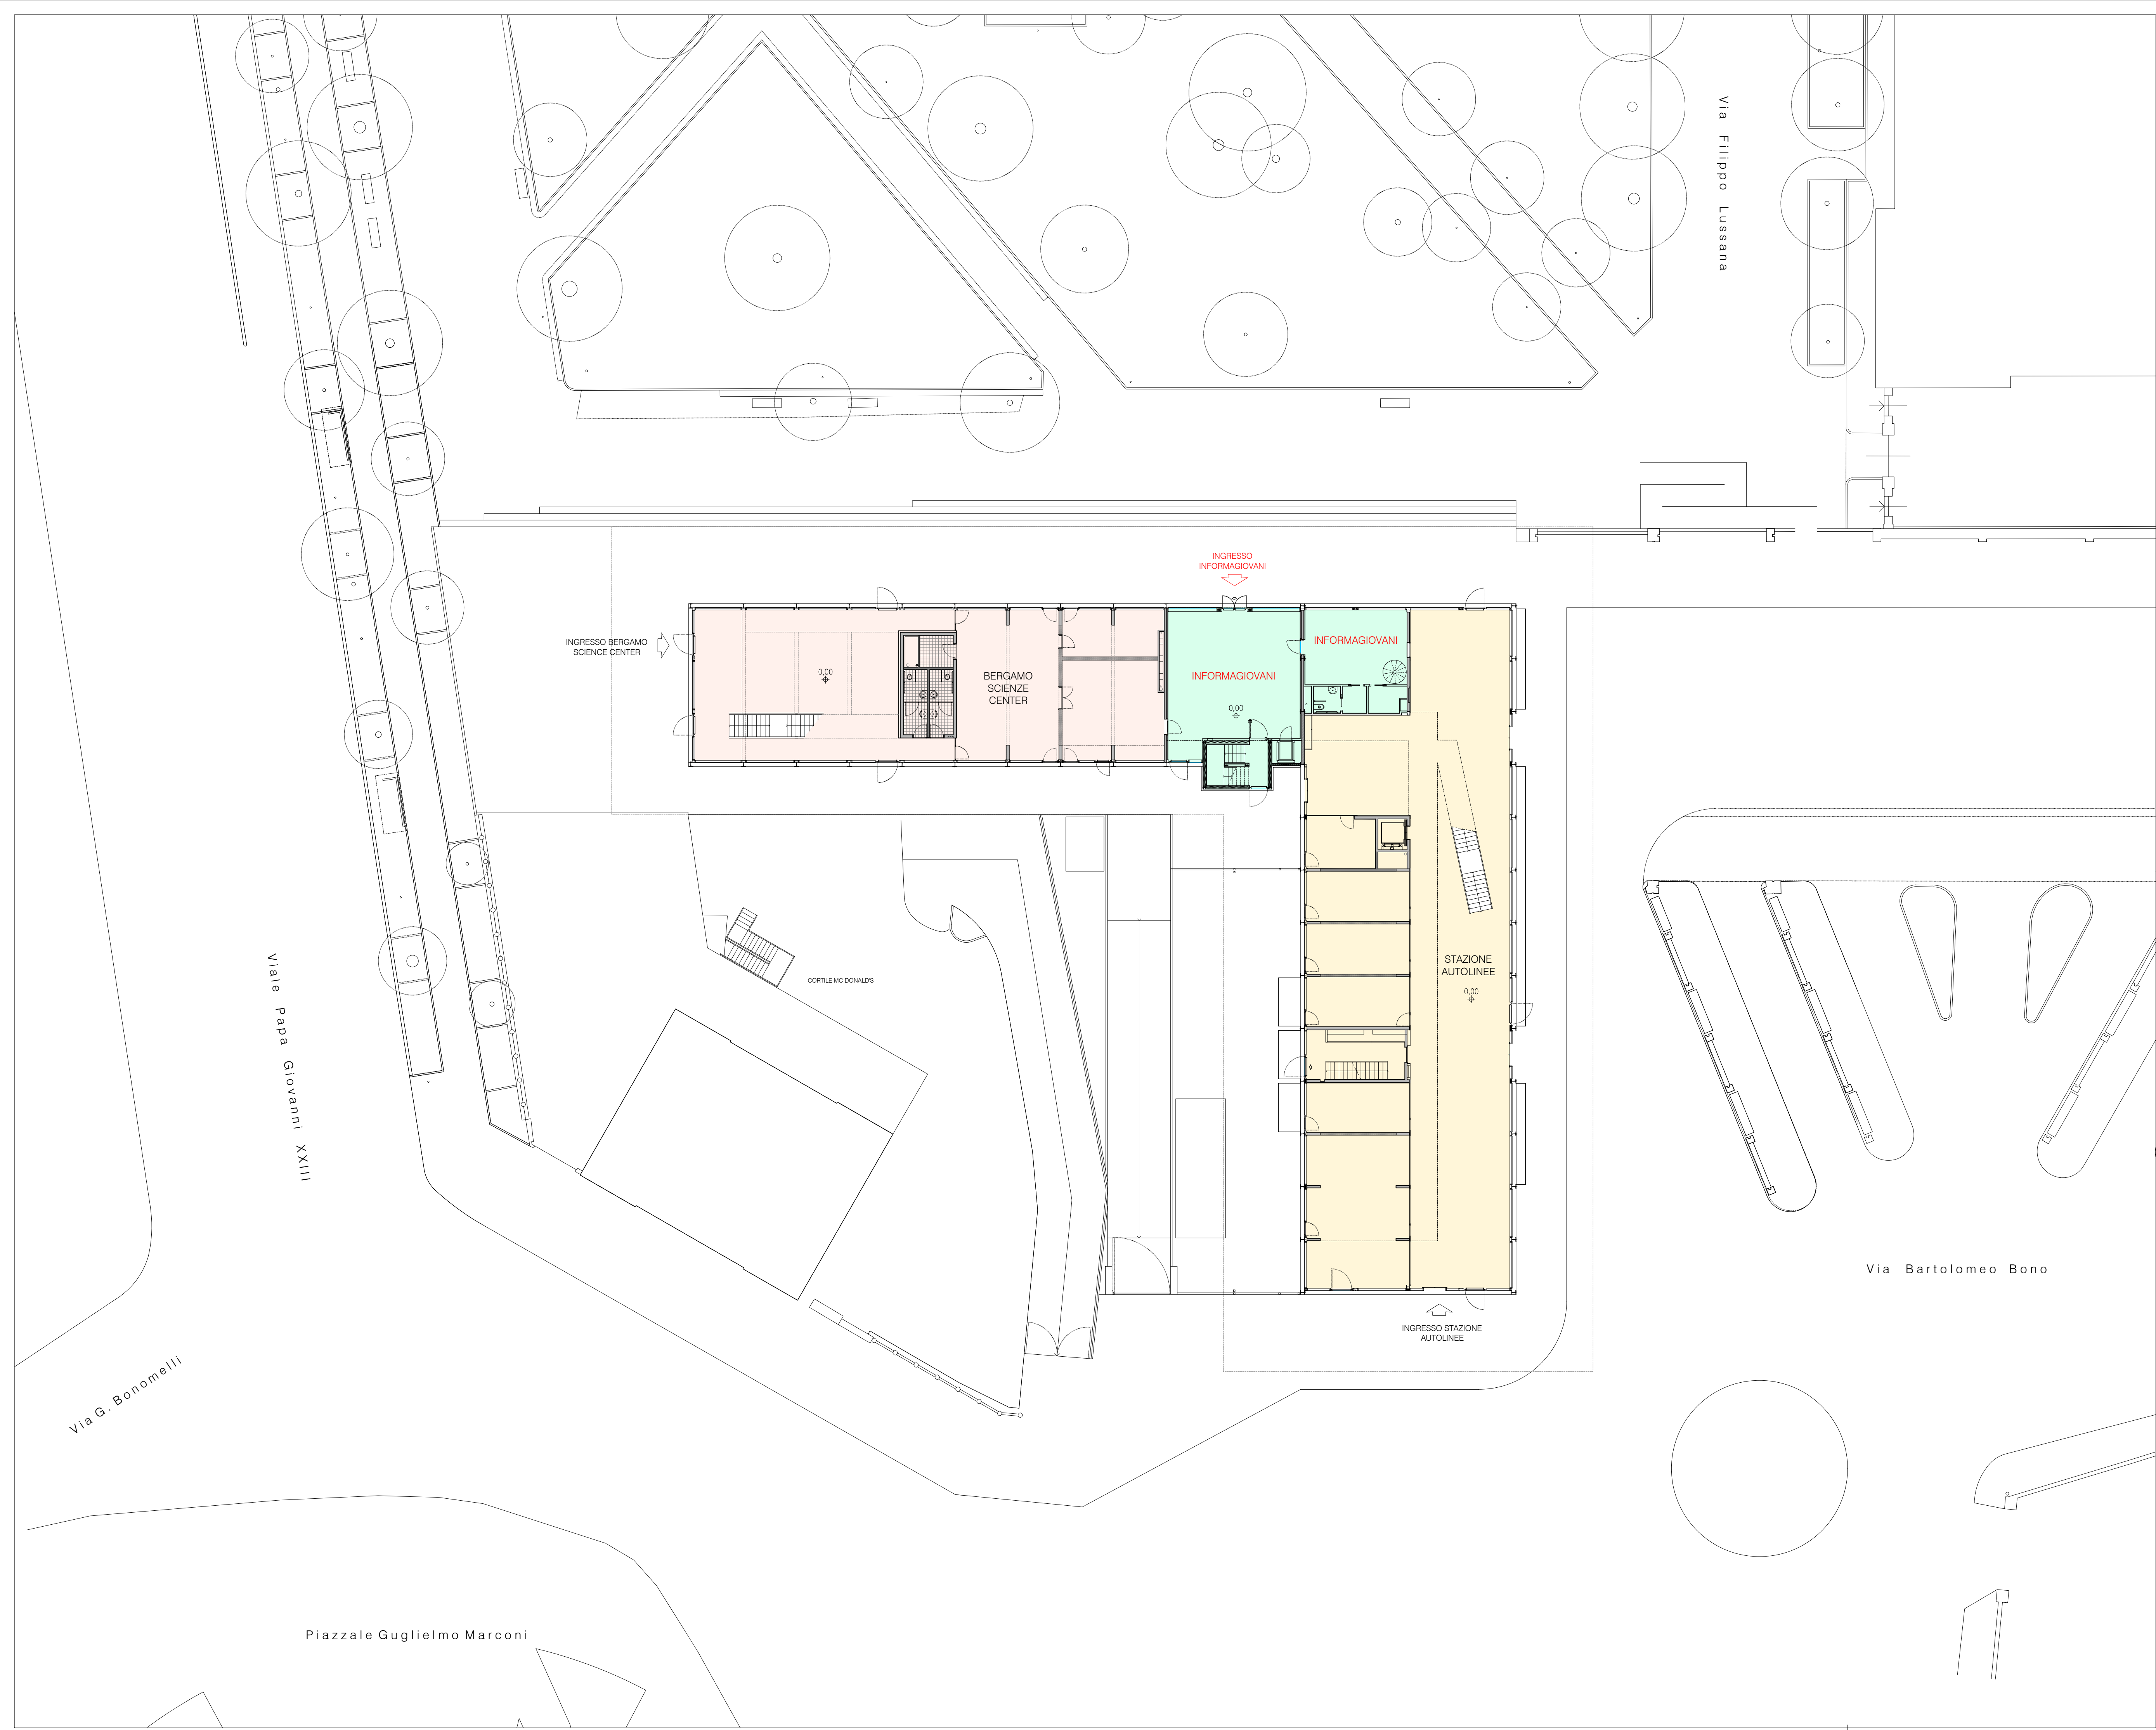 Via Filippo Lussana
INGRESSO
INFORMAGIOVANI
INGRESSO BERGAMO
SCIENCE CENTER
0,00
BERGAMO
SCIENZE
CENTER
INFORMAGIOVANI
0,00
INFORMAGIOVANI
CORTILE MC DONALD'S
STAZIONE
AUTOLINEE
0,00
Viale Papa Giovanni XXIII
Via Bartolomeo Bono
INGRESSO STAZIONE
AUTOLINEE
Via G. Bonomelli
Piazzale Guglielmo Marconi